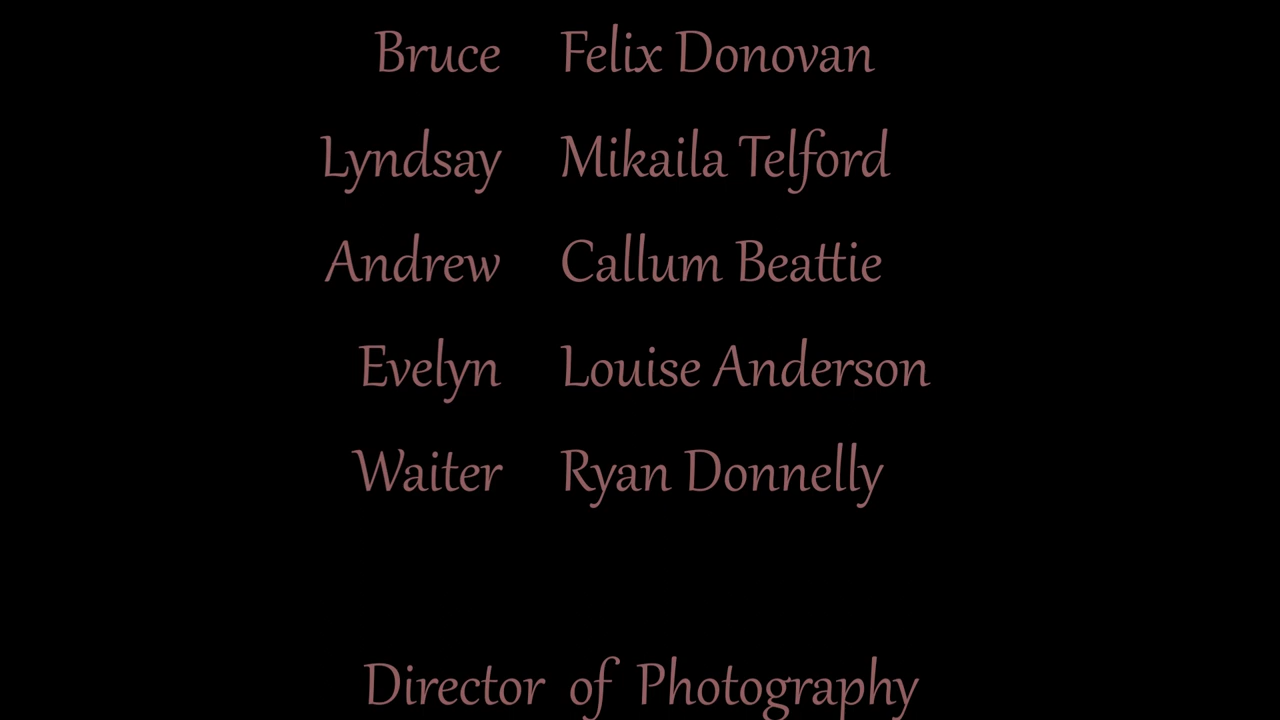 Bruce Felix Donovan
Lyndsay Mikaila Telford
Andrew Callum Beattie
Evelyn Louise Anderson
Waiter Ryan Donnelly
Director of Photography